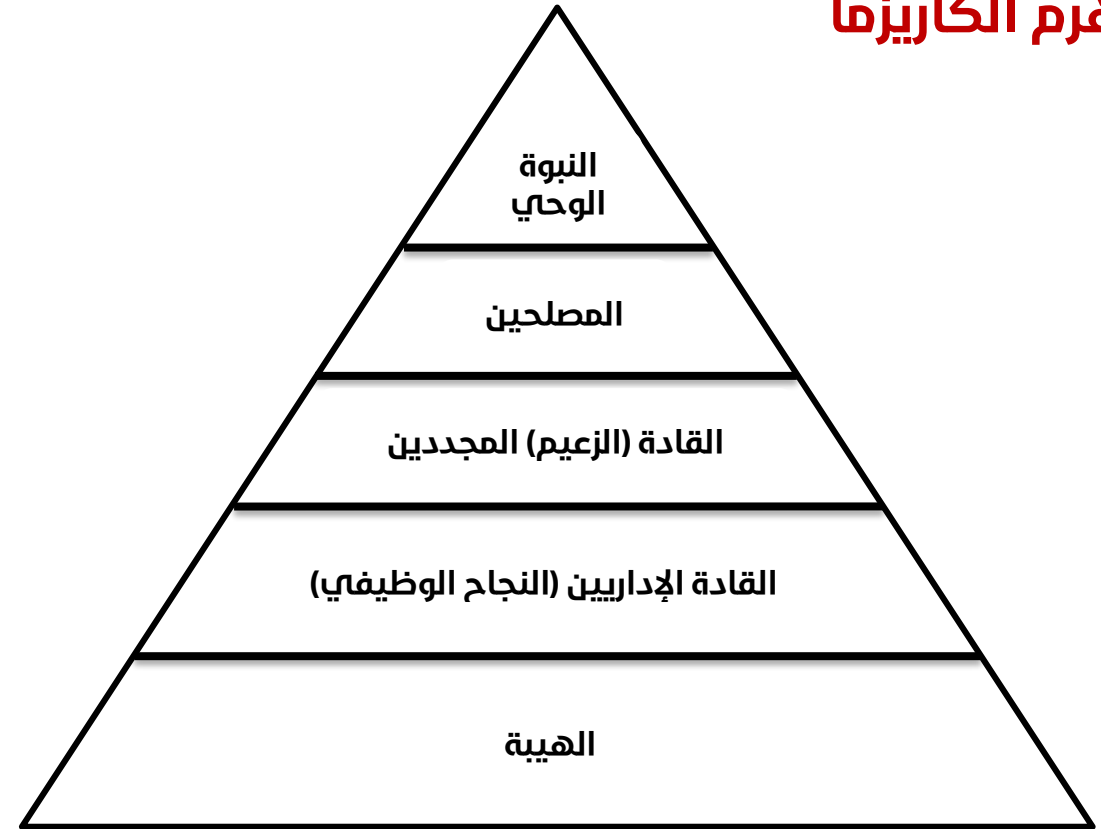 هرم الكاريزما
النبوة
الوحي
المصلحين
القادة (الزعيم) المجددين
القادة الإداريين (النجاح الوظيفي)
الهيبة